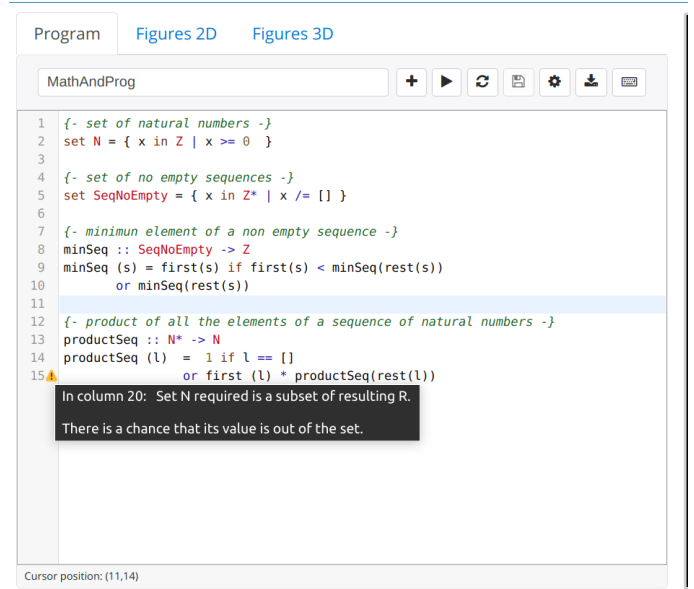 Program Figures 2D Figures 3D
MathAndProg
1 {- set of natural numbers -}
2 set N = { x in Z | x >= 0  }
3
4 {- set of no empty sequences -}
5 set SeqNoEmpty = { x in Z* | x /= [] }
6
7 {- minimun element of a non empty sequence -}
8 minSeq :: SeqNoEmpty -> Z
9 minSeq (s) = first(s) if first(s) < minSeq(rest(s))
10        or minSeq(rest(s))
11
12 {- product of all the elements of a sequence of natural numbers -}
13 productSeq :: N* -> N
14 productSeq (l)  =  1 if l == []
15                 or first (l) * productSeq(rest(l))
In column 20:  Set N required is a subset of resulting R.
There is a chance that its value is out of the set.
Cursor position: (11,14)